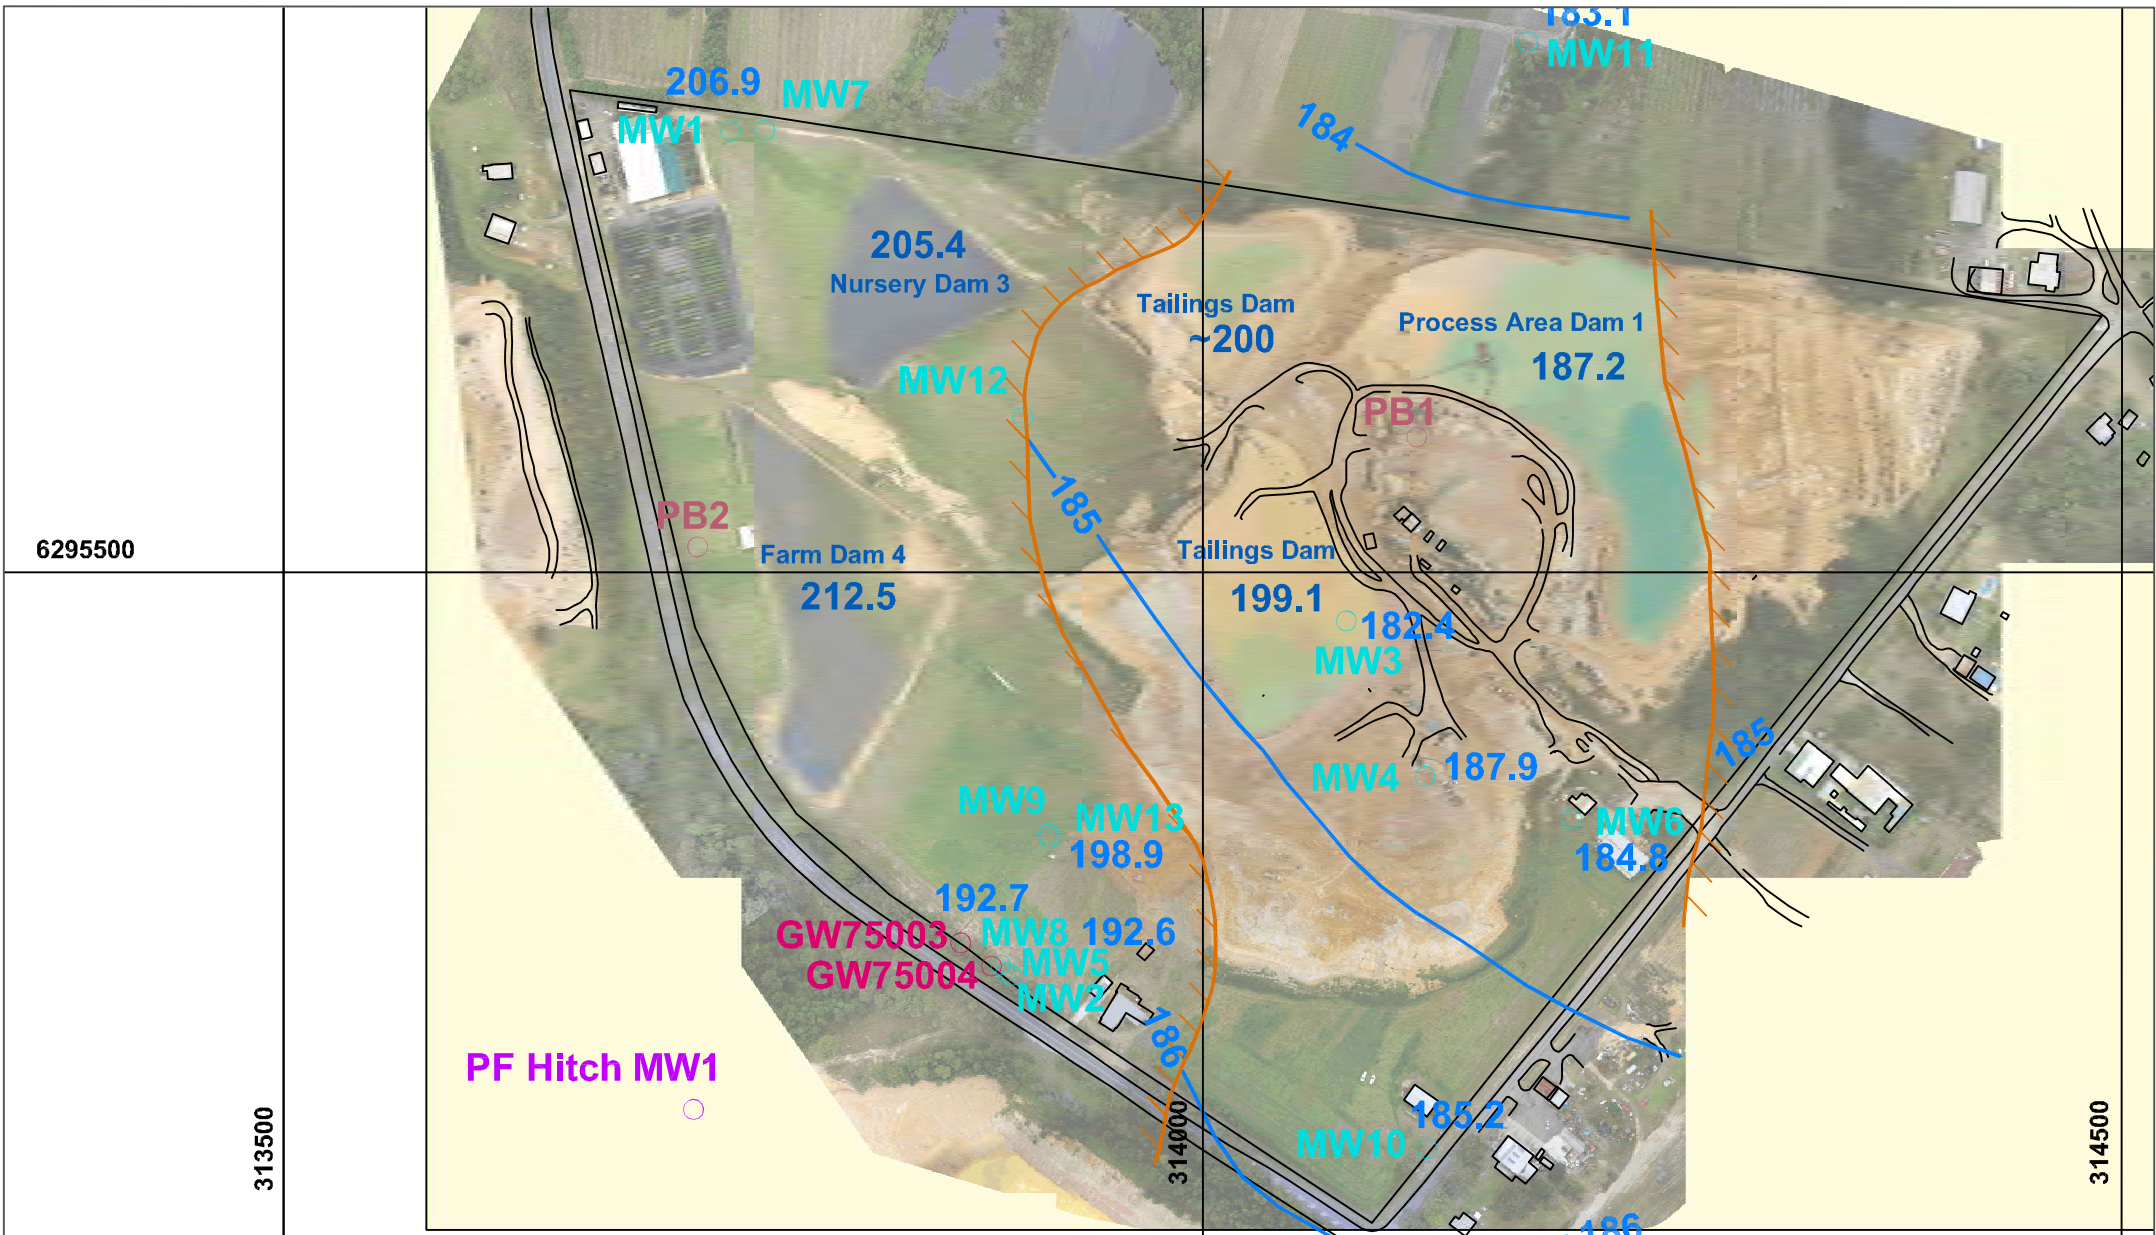 183.1
MW11
206.9
MW7
MW1
184
205.4
Nursery Dam 3
Tailings Dam
~200
Process Area Dam 1
187.2
MW12
PB1
185
PB2
6295500
Farm Dam 4
212.5
Tailings Dam
199.1
182.4
MW3
185
MW4
187.9
MW9
MW13
198.9
MW6
184.8
192.7
GW75003
MW8
192.6
MW5
GW75004
MW2
186
PF Hitch MW1
185.2
MW10
313500
314000
314500
186